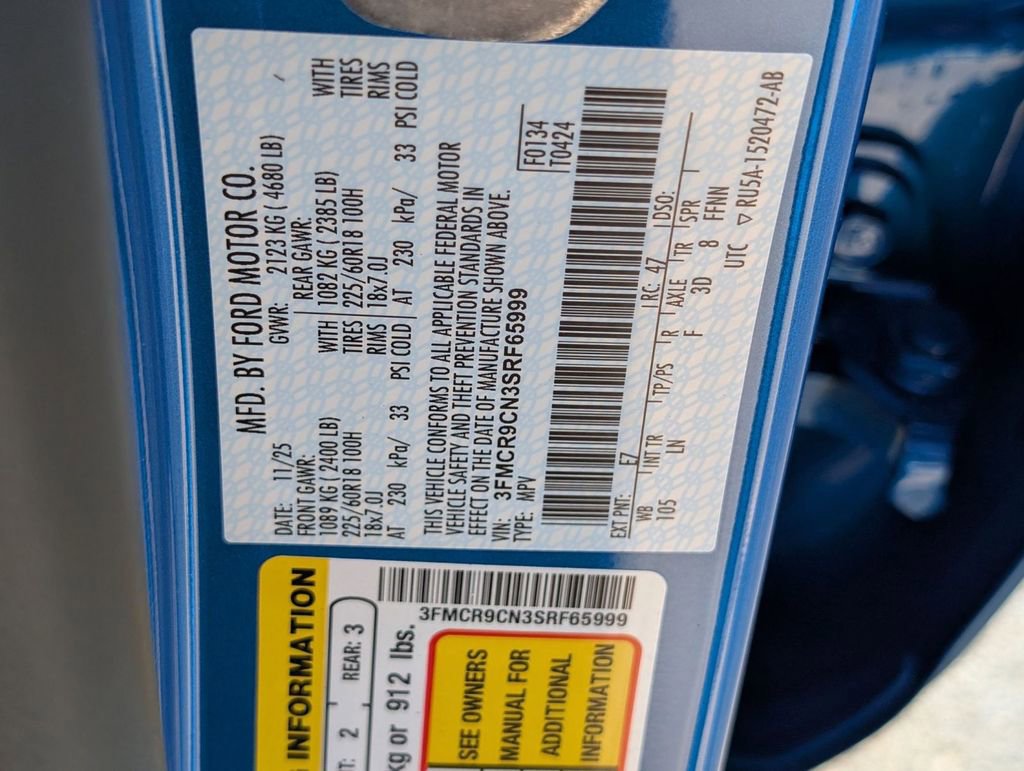 MFD. BY FORD MOTOR CO.
DATE: 11/25 GVWR: 2123 KG ( 4680 LB)
FRONT GAWR: REAR GAWR:
1089 KG ( 2400 LB) WITH 1082 KG ( 2385 LB) WITH
225/60R18 100H TIRES 225/60R18 100H TIRES
18x7.0J RIMS 18x7.0J RIMS
AT 230 kPa/ 33 PSI COLD AT 230 kPa/ 33 PSI COLD
THIS VEHICLE CONFORMS TO ALL APPLICABLE FEDERAL MOTOR
VEHICLE SAFETY AND THEFT PREVENTION STANDARDS IN
EFFECT ON THE DATE OF MANUFACTURE SHOWN ABOVE.
VIN: 3FMCR9CN3SRF65999
TYPE: MPV
F0134
T0424
EXT PNT: E7 RC: 47 DSO:
WB INT TR TP/PS R AXLE TR SPR
105 LN F 3D 8 FFNN
UTC ▽ RU5A-1520472-AB
INFORMATION
T: 2 REAR: 3
kg or 912 lbs.
3FMCR9CN3SRF65999
SEE OWNERS
MANUAL FOR
ADDITIONAL
INFORMATION